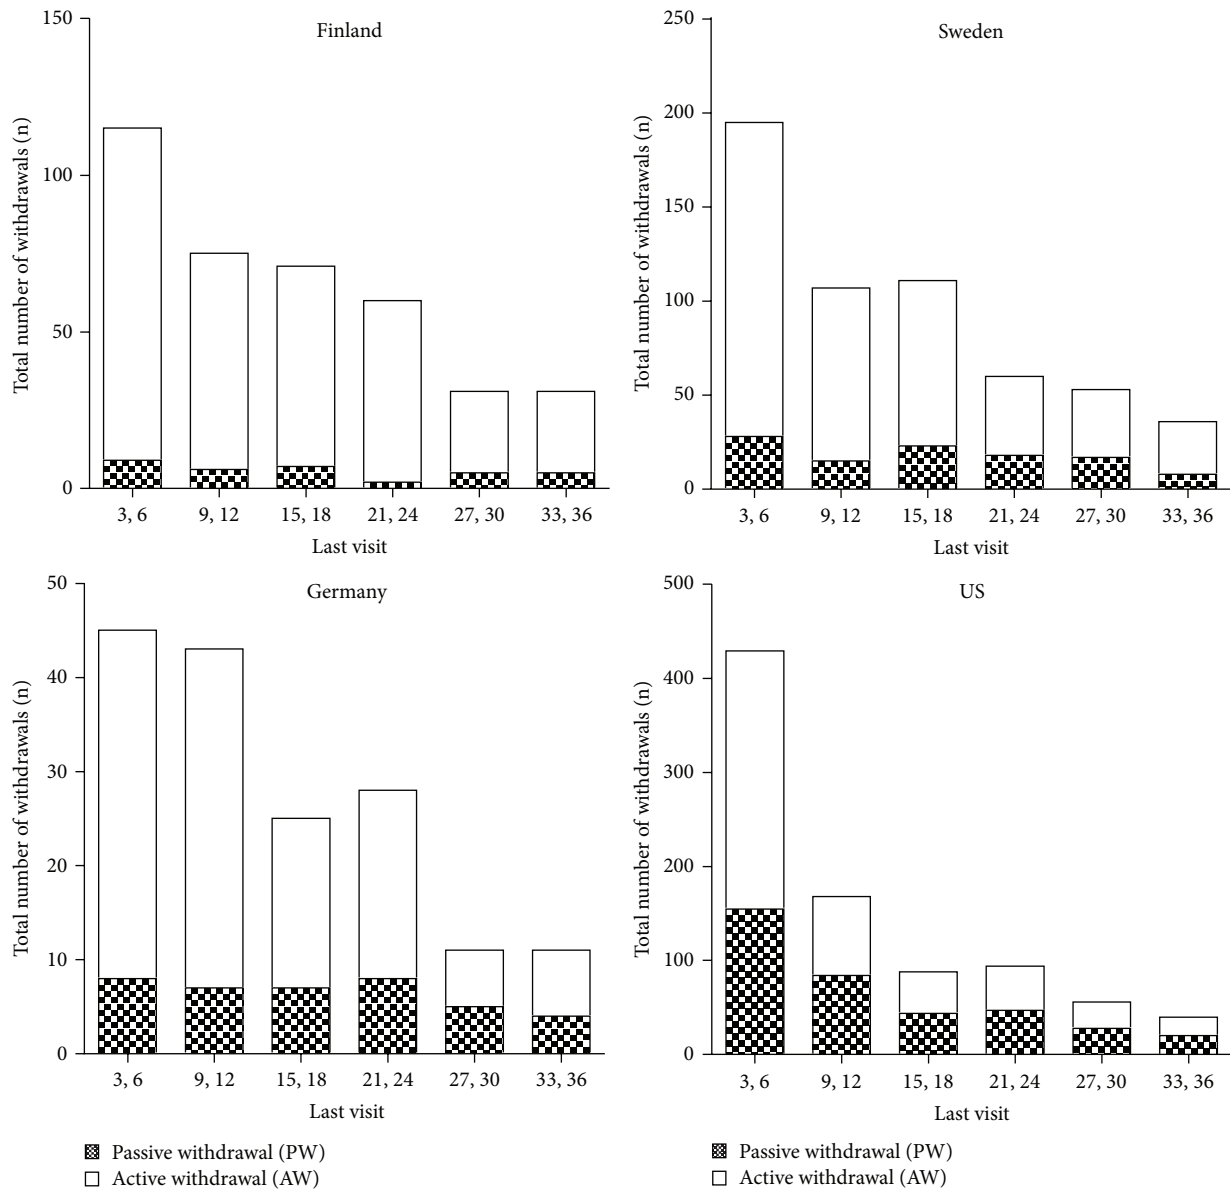 Finland
Total number of withdrawals (n)
150
100
50
0
3, 6
9, 12
15, 18
21, 24
27, 30
33, 36
Last visit
Sweden
Total number of withdrawals (n)
250
200
150
100
50
0
3, 6
9, 12
15, 18
21, 24
27, 30
33, 36
Last visit
Germany
Total number of withdrawals (n)
50
40
30
20
10
0
3, 6
9, 12
15, 18
21, 24
27, 30
33, 36
Last visit
Passive withdrawal (PW)
Active withdrawal (AW)
US
Total number of withdrawals (n)
500
400
300
200
100
0
3, 6
9, 12
15, 18
21, 24
27, 30
33, 36
Last visit
Passive withdrawal (PW)
Active withdrawal (AW)